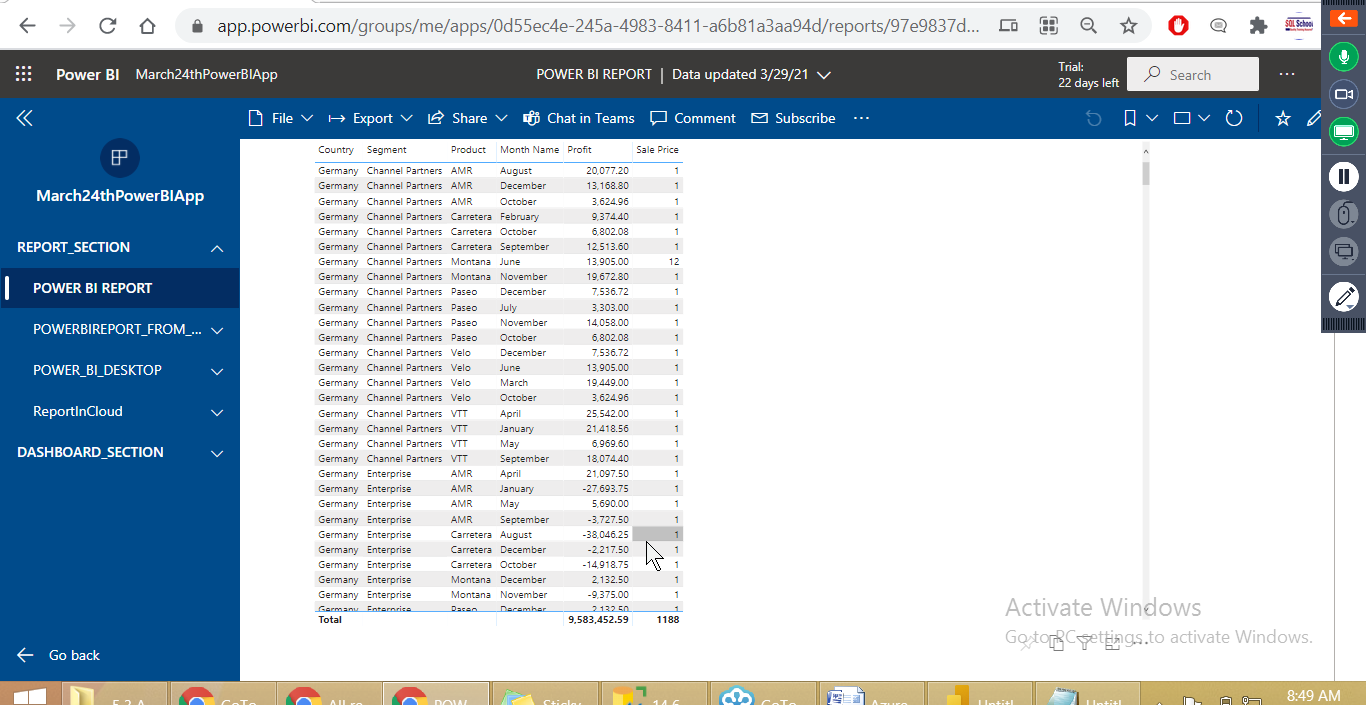 app.powerbi.com/groups/me/apps/0d55ec4e-245a-4983-8411-a6b81a3aa94d/reports/97e9837d...
Power BI March24thPowerBIApp POWER BI REPORT | Data updated 3/29/21 Trial: 22 days left Search
File Export Share Chat in Teams Comment Subscribe
March24thPowerBIApp
REPORT_SECTION
POWER BI REPORT
POWERBIREPORT_FROM_...
POWER_BI_DESKTOP
ReportInCloud
DASHBOARD_SECTION
Go back
Country Segment Product Month Name Profit Sale Price
Germany Channel Partners AMR August 20,077.20 1
Germany Channel Partners AMR December 13,168.80 1
Germany Channel Partners AMR October 3,624.96 1
Germany Channel Partners Carretera February 9,374.40 1
Germany Channel Partners Carretera October 6,802.08 1
Germany Channel Partners Carretera September 12,513.60 1
Germany Channel Partners Montana June 13,905.00 12
Germany Channel Partners Montana November 19,672.80 1
Germany Channel Partners Paseo December 7,536.72 1
Germany Channel Partners Paseo July 3,303.00 1
Germany Channel Partners Paseo November 14,058.00 1
Germany Channel Partners Paseo October 6,802.08 1
Germany Channel Partners Velo December 7,536.72 1
Germany Channel Partners Velo June 13,905.00 1
Germany Channel Partners Velo March 19,449.00 1
Germany Channel Partners Velo October 3,624.96 1
Germany Channel Partners VTT April 25,542.00 1
Germany Channel Partners VTT January 21,418.56 1
Germany Channel Partners VTT May 6,969.60 1
Germany Channel Partners VTT September 18,074.40 1
Germany Enterprise AMR April 21,097.50 1
Germany Enterprise AMR January -27,693.75 1
Germany Enterprise AMR May 5,690.00 1
Germany Enterprise AMR September -3,727.50 1
Germany Enterprise Carretera August -38,046.25 1
Germany Enterprise Carretera December -2,217.50 1
Germany Enterprise Carretera October -14,918.75 1
Germany Enterprise Montana December 2,132.50 1
Germany Enterprise Montana November -9,375.00 1
Germany Enterprise Paseo December 2,132.50 1
Total 9,583,452.59 1188
Activate Windows
Go to PC settings to activate Windows.
8:49 AM